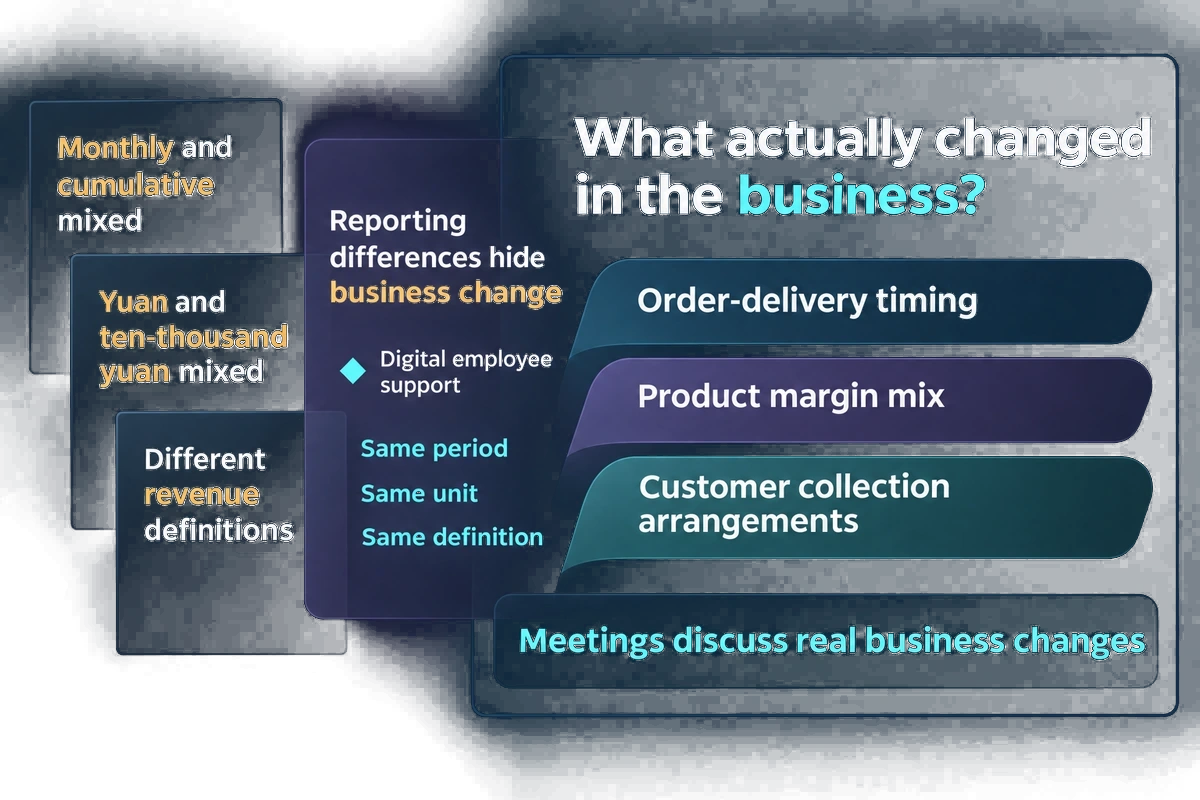 Monthly and
cumulative
mixed
Yuan and
ten-thousand
yuan mixed
Different
revenue
definitions
Reporting
differences hide
business change
Digital employee
support
Same period
Same unit
Same definition
What actually changed
in the business?
Order-delivery timing
Product margin mix
Customer collection
arrangements
Meetings discuss real business changes